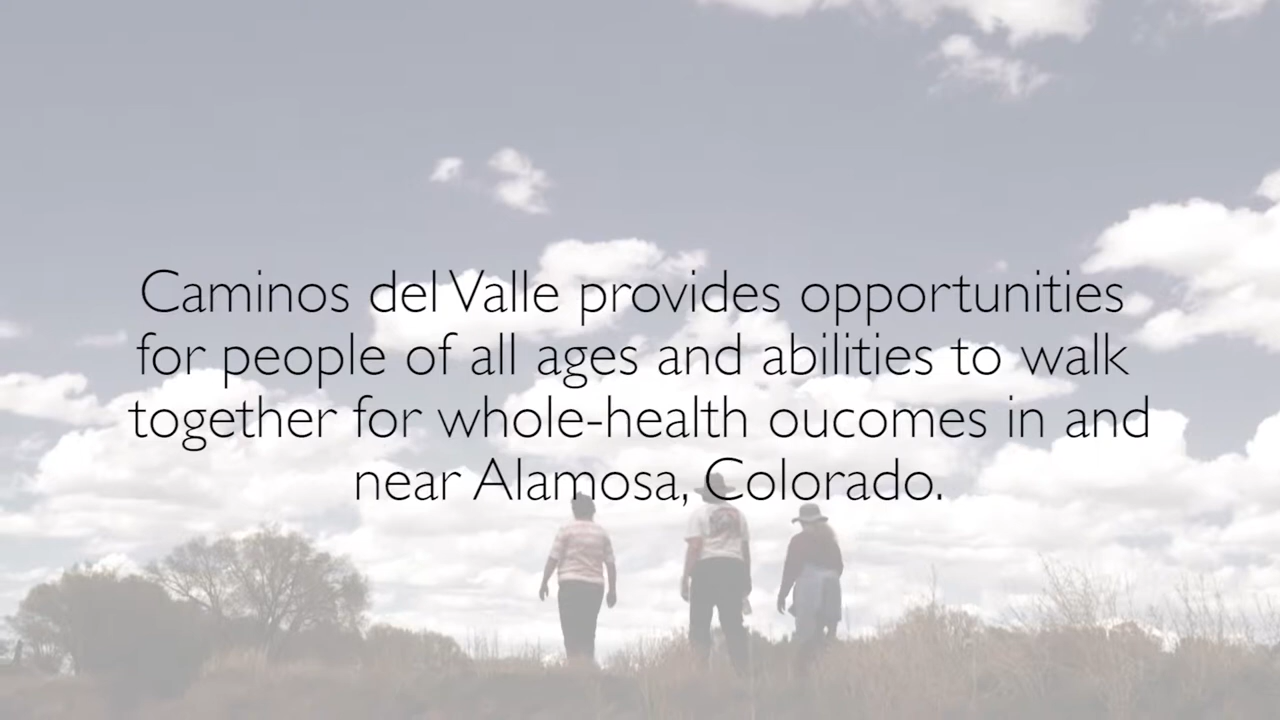 Caminos del Valle provides opportunities
for people of all ages and abilities to walk
together for whole-health oucomes in and
near Alamosa, Colorado.